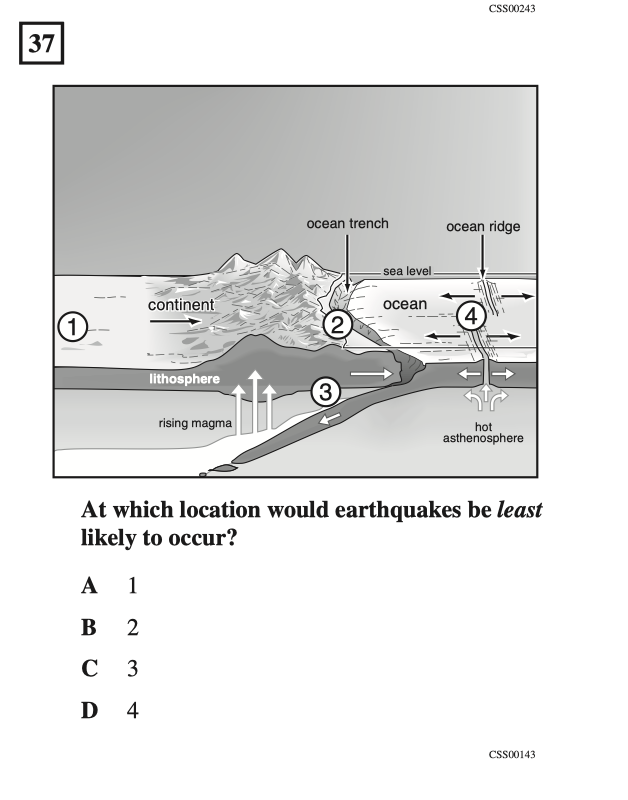 CSS00243
37
ocean trench
ocean ridge
sea level
continent
ocean
1
2
4
lithosphere
3
rising magma
hot
asthenosphere
At which location would earthquakes be least
likely to occur?
A 1
B 2
C 3
D 4
CSS00143